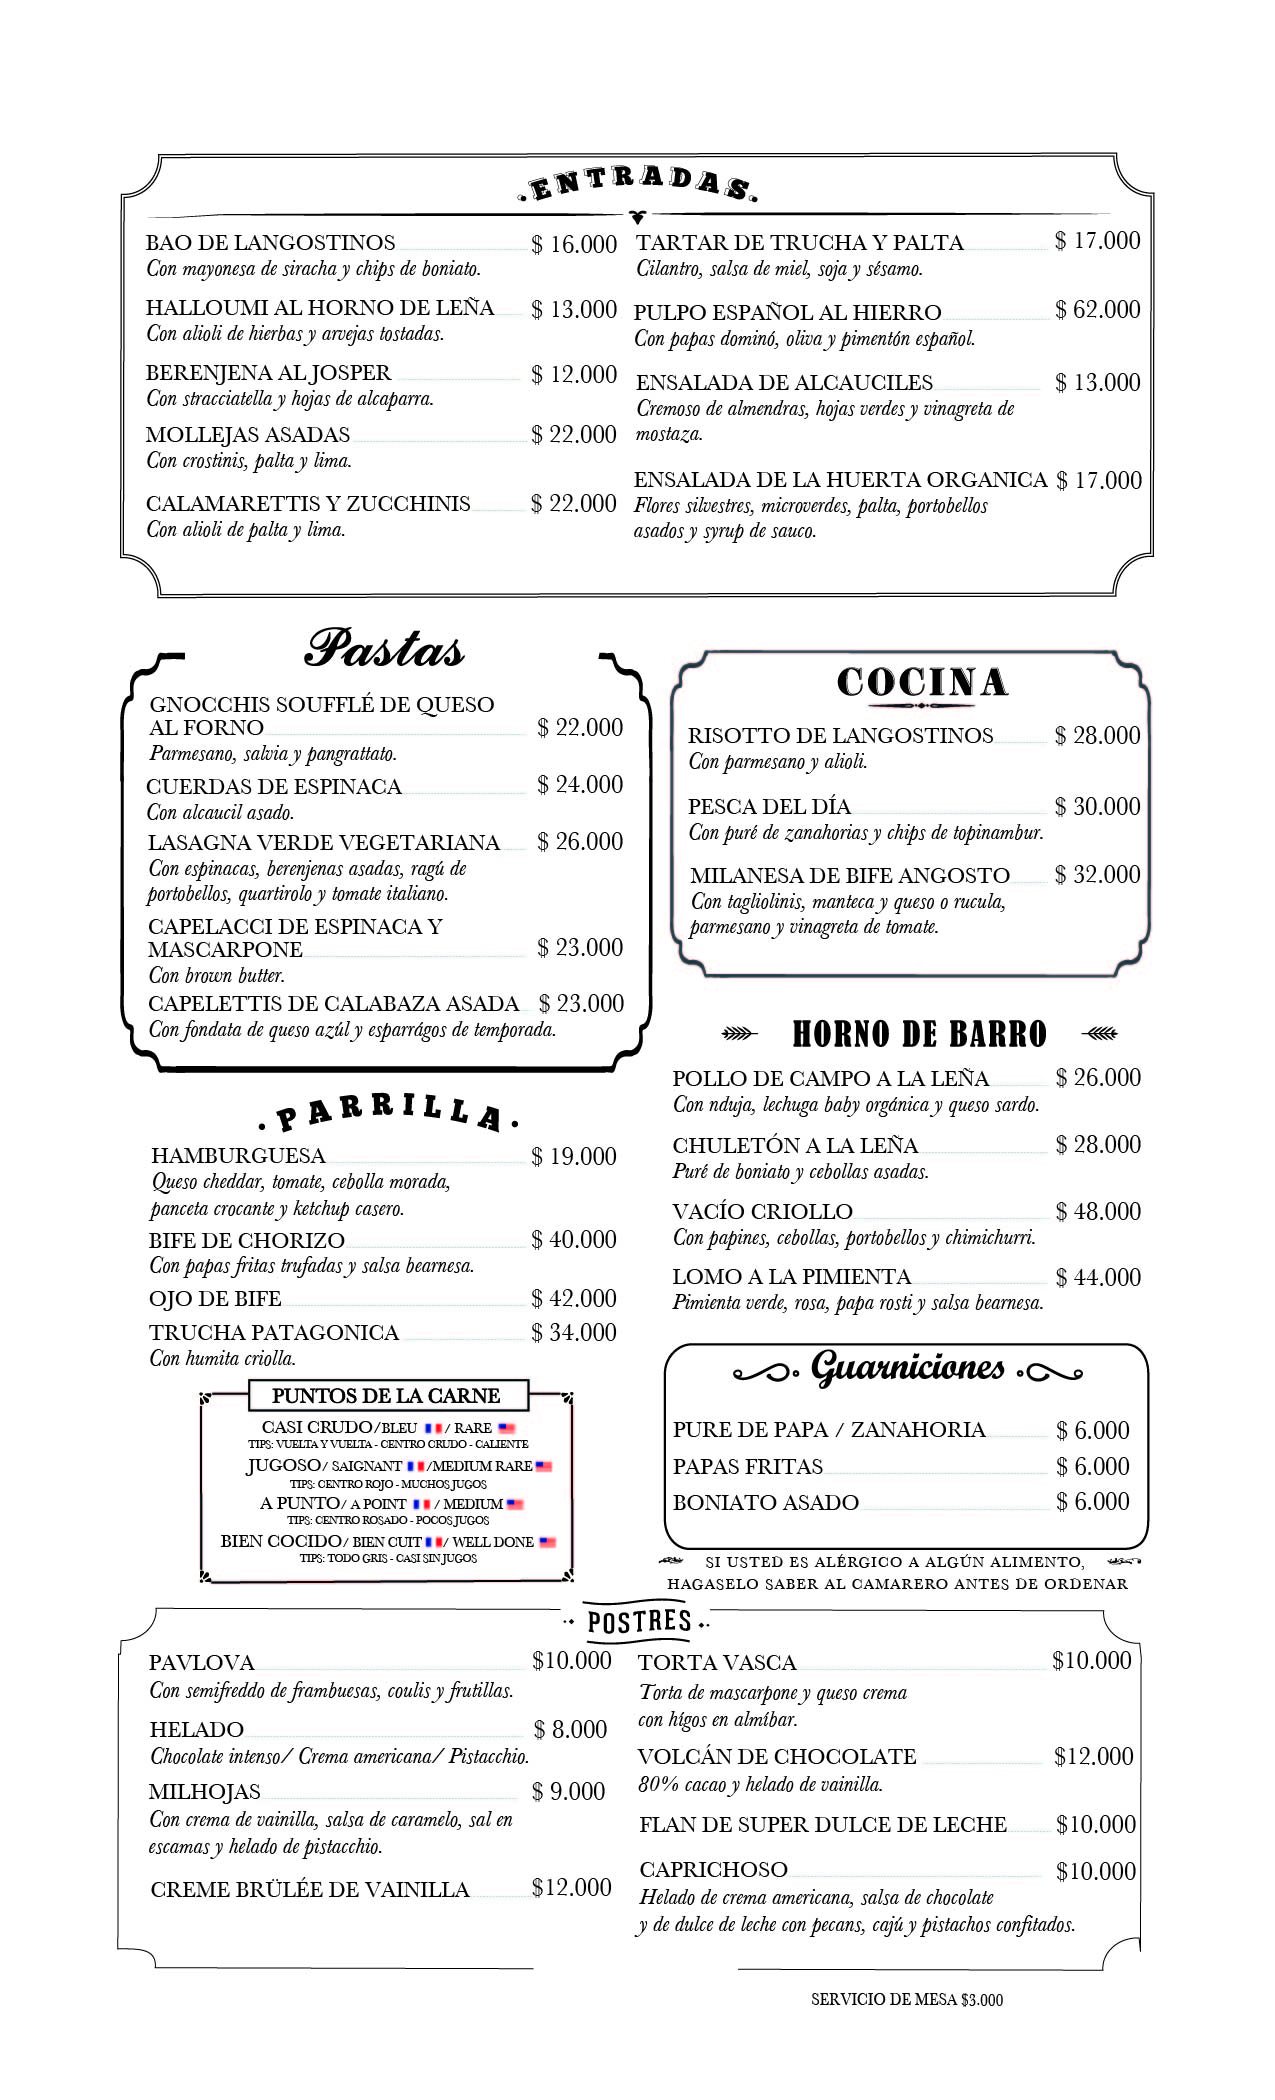 .ENTRADAS.
BAO DE LANGOSTINOS $ 16.000
Con mayonesa de siracha y chips de boniato.
HALLOUMI AL HORNO DE LEÑA $ 13.000
Con alioli de hierbas y arvejas tostadas.
BERENJENA AL JOSPER $ 12.000
Con stracciatella y hojas de alcaparra.
MOLLEJAS ASADAS $ 22.000
Con crostinis, palta y lima.
CALAMARETTIS Y ZUCCHINIS $ 22.000
Con alioli de palta y lima.
TARTAR DE TRUCHA Y PALTA $ 17.000
Cilantro, salsa de miel, soja y sésamo.
PULPO ESPAÑOL AL HIERRO $ 62.000
Con papas dominó, oliva y pimentón español.
ENSALADA DE ALCAUCILES $ 13.000
Cremoso de almendras, hojas verdes y vinagreta de
mostaza.
ENSALADA DE LA HUERTA ORGANICA $ 17.000
Flores silvestres, microverdes, palta, portobellos
asados y syrup de sauco.
Pastas
GNOCCHIS SOUFFLÉ DE QUESO
AL FORNO $ 22.000
Parmesano, salvia y pangrattato.
CUERDAS DE ESPINACA $ 24.000
Con alcaucil asado.
LASAGNA VERDE VEGETARIANA $ 26.000
Con espinacas, berenjenas asadas, ragú de
portobellos, quartirolo y tomate italiano.
CAPELACCI DE ESPINACA Y
MASCARPONE $ 23.000
Con brown butter.
CAPELETTIS DE CALABAZA ASADA $ 23.000
Con fondata de queso azúl y esparrágos de temporada.
COCINA
RISOTTO DE LANGOSTINOS $ 28.000
Con parmesano y alioli.
PESCA DEL DÍA $ 30.000
Con puré de zanahorias y chips de topinambur.
MILANESA DE BIFE ANGOSTO $ 32.000
Con tagliolinis, manteca y queso o rucula,
parmesano y vinagreta de tomate.
.PARRILLA.
HAMBURGUESA $ 19.000
Queso cheddar, tomate, cebolla morada,
panceta crocante y ketchup casero.
BIFE DE CHORIZO $ 40.000
Con papas fritas trufadas y salsa bearnesa.
OJO DE BIFE $ 42.000
TRUCHA PATAGONICA $ 34.000
Con humita criolla.
HORNO DE BARRO
POLLO DE CAMPO A LA LEÑA $ 26.000
Con nduja, lechuga baby orgánica y queso sardo.
CHULETÓN A LA LEÑA $ 28.000
Puré de boniato y cebollas asadas.
VACÍO CRIOLLO $ 48.000
Con papines, cebollas, portobellos y chimichurri.
LOMO A LA PIMIENTA $ 44.000
Pimienta verde, rosa, papa rosti y salsa bearnesa.
PUNTOS DE LA CARNE
CASI CRUDO/BLEU / RARE
TIPS: VUELTA Y VUELTA - CENTRO CRUDO - CALIENTE
JUGOSO/ SAIGNANT /MEDIUM RARE
TIPS: CENTRO ROJO - MUCHOS JUGOS
A PUNTO/ A POINT / MEDIUM
TIPS: CENTRO ROSADO - POCOS JUGOS
BIEN COCIDO/ BIEN CUIT / WELL DONE
TIPS: TODO GRIS - CASI SIN JUGOS
Guarniciones
PURE DE PAPA / ZANAHORIA $ 6.000
PAPAS FRITAS $ 6.000
BONIATO ASADO $ 6.000
SI USTED ES ALÉRGICO A ALGÚN ALIMENTO,
HAGASELO SABER AL CAMARERO ANTES DE ORDENAR
POSTRES
PAVLOVA $10.000
Con semifreddo de frambuesas, coulis y frutillas.
HELADO $ 8.000
Chocolate intenso/ Crema americana/ Pistacchio.
MILHOJAS $ 9.000
Con crema de vainilla, salsa de caramelo, sal en
escamas y helado de pistacchio.
CREME BRÜLÉE DE VAINILLA $12.000
TORTA VASCA $10.000
Torta de mascarpone y queso crema
con hígos en almíbar.
VOLCÁN DE CHOCOLATE $12.000
80% cacao y helado de vainilla.
FLAN DE SUPER DULCE DE LECHE $10.000
CAPRICHOSO $10.000
Helado de crema americana, salsa de chocolate
y de dulce de leche con pecans, cajú y pistachos confitados.
SERVICIO DE MESA $3.000